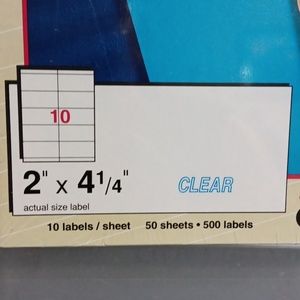 10
2" x 4 1/4"
CLEAR
actual size label
10 labels / sheet 50 sheets • 500 labels